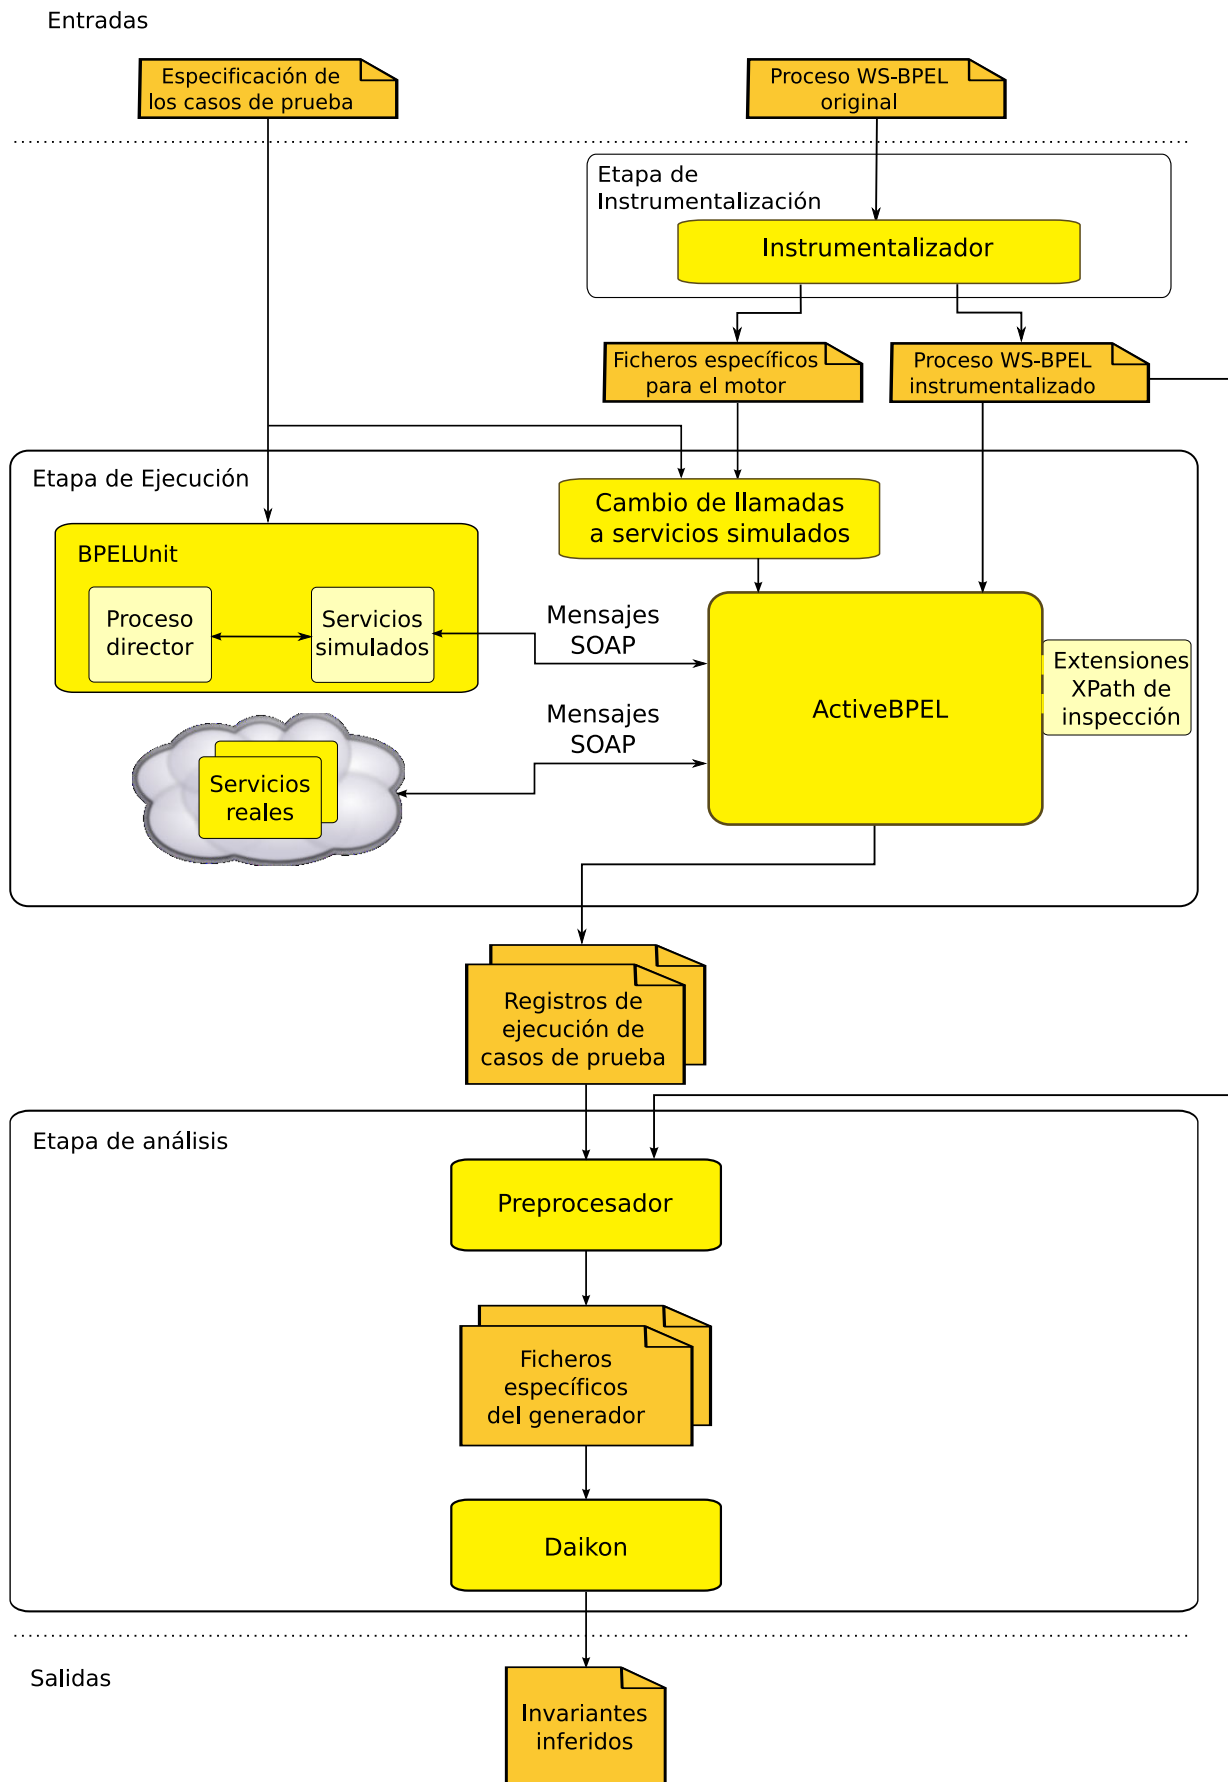 Entradas
Especificación de
los casos de prueba
Proceso WS-BPEL
original
Etapa de
Instrumentalización
Instrumentalizador
Ficheros específicos
para el motor
Proceso WS-BPEL
instrumentalizado
Etapa de Ejecución
Cambio de llamadas
a servicios simulados
BPELUnit
Proceso
director
Servicios
simulados
Mensajes
SOAP
Extensiones
XPath de
inspección
ActiveBPEL
Mensajes
SOAP
Servicios
reales
Registros de
ejecución de
casos de prueba
Etapa de análisis
Preprocesador
Ficheros
específicos
del generador
Daikon
Salidas
Invariantes
inferidos